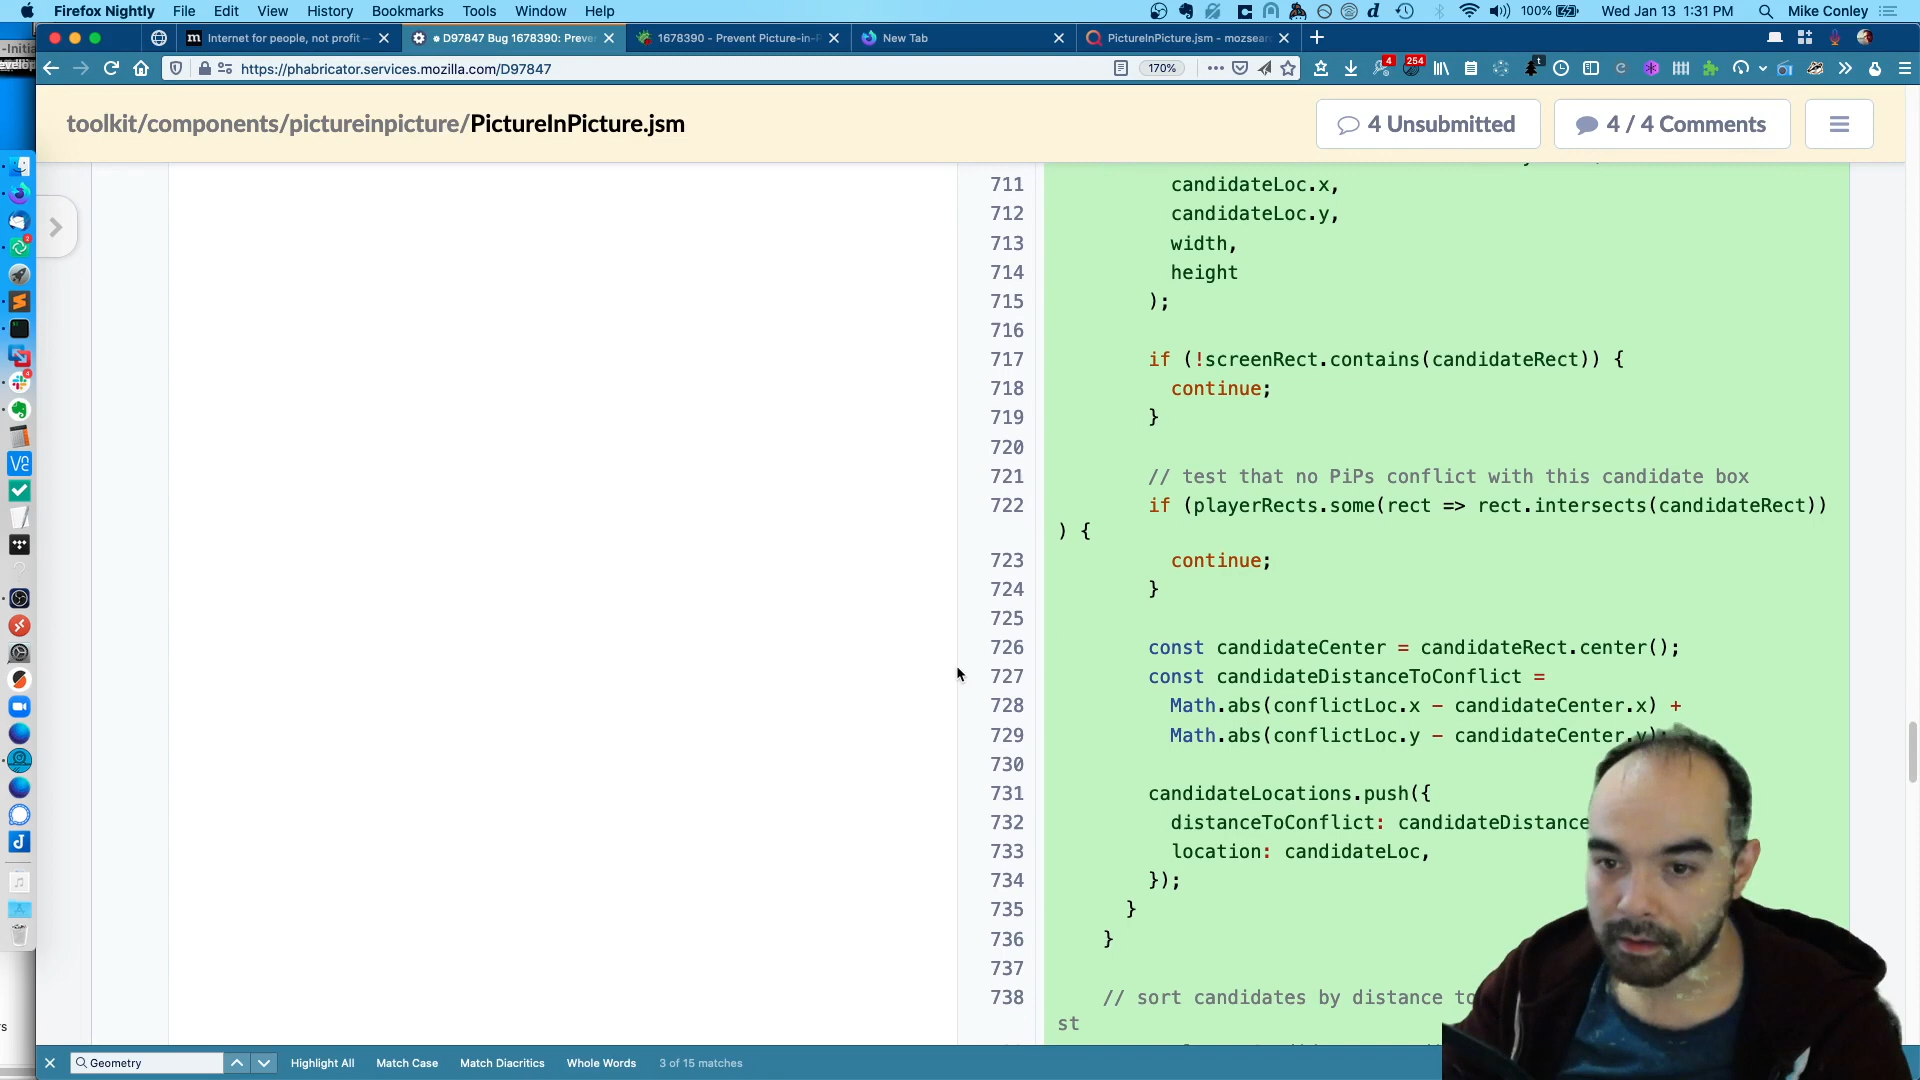 Firefox Nightly File Edit View History Bookmarks Tools Window Help 100% Wed Jan 13 1:31 PM Mike Conley
Internet for people, not profit — D97847 Bug 1678390: Preve 1678390 - Prevent Picture-in-P New Tab PictureInPicture.jsm - mozsear
https://phabricator.services.mozilla.com/D97847 170% 4 254
toolkit/components/pictureinpicture/PictureInPicture.jsm 4 Unsubmitted 4 / 4 Comments
711 candidateLoc.x,
712 candidateLoc.y,
713 width,
714 height
715 );
716
717 if (!screenRect.contains(candidateRect)) {
718 continue;
719 }
720
721 // test that no PiPs conflict with this candidate box
722 if (playerRects.some(rect => rect.intersects(candidateRect))
) {
723 continue;
724 }
725
726 const candidateCenter = candidateRect.center();
727 const candidateDistanceToConflict =
728 Math.abs(conflictLoc.x - candidateCenter.x) +
729 Math.abs(conflictLoc.y - candidateCenter.y);
730
731 candidateLocations.push({
732 distanceToConflict: candidateDistance
733 location: candidateLoc,
734 });
735 }
736 }
737
738 // sort candidates by distance to
st
Geometry Highlight All Match Case Match Diacritics Whole Words 3 of 15 matches